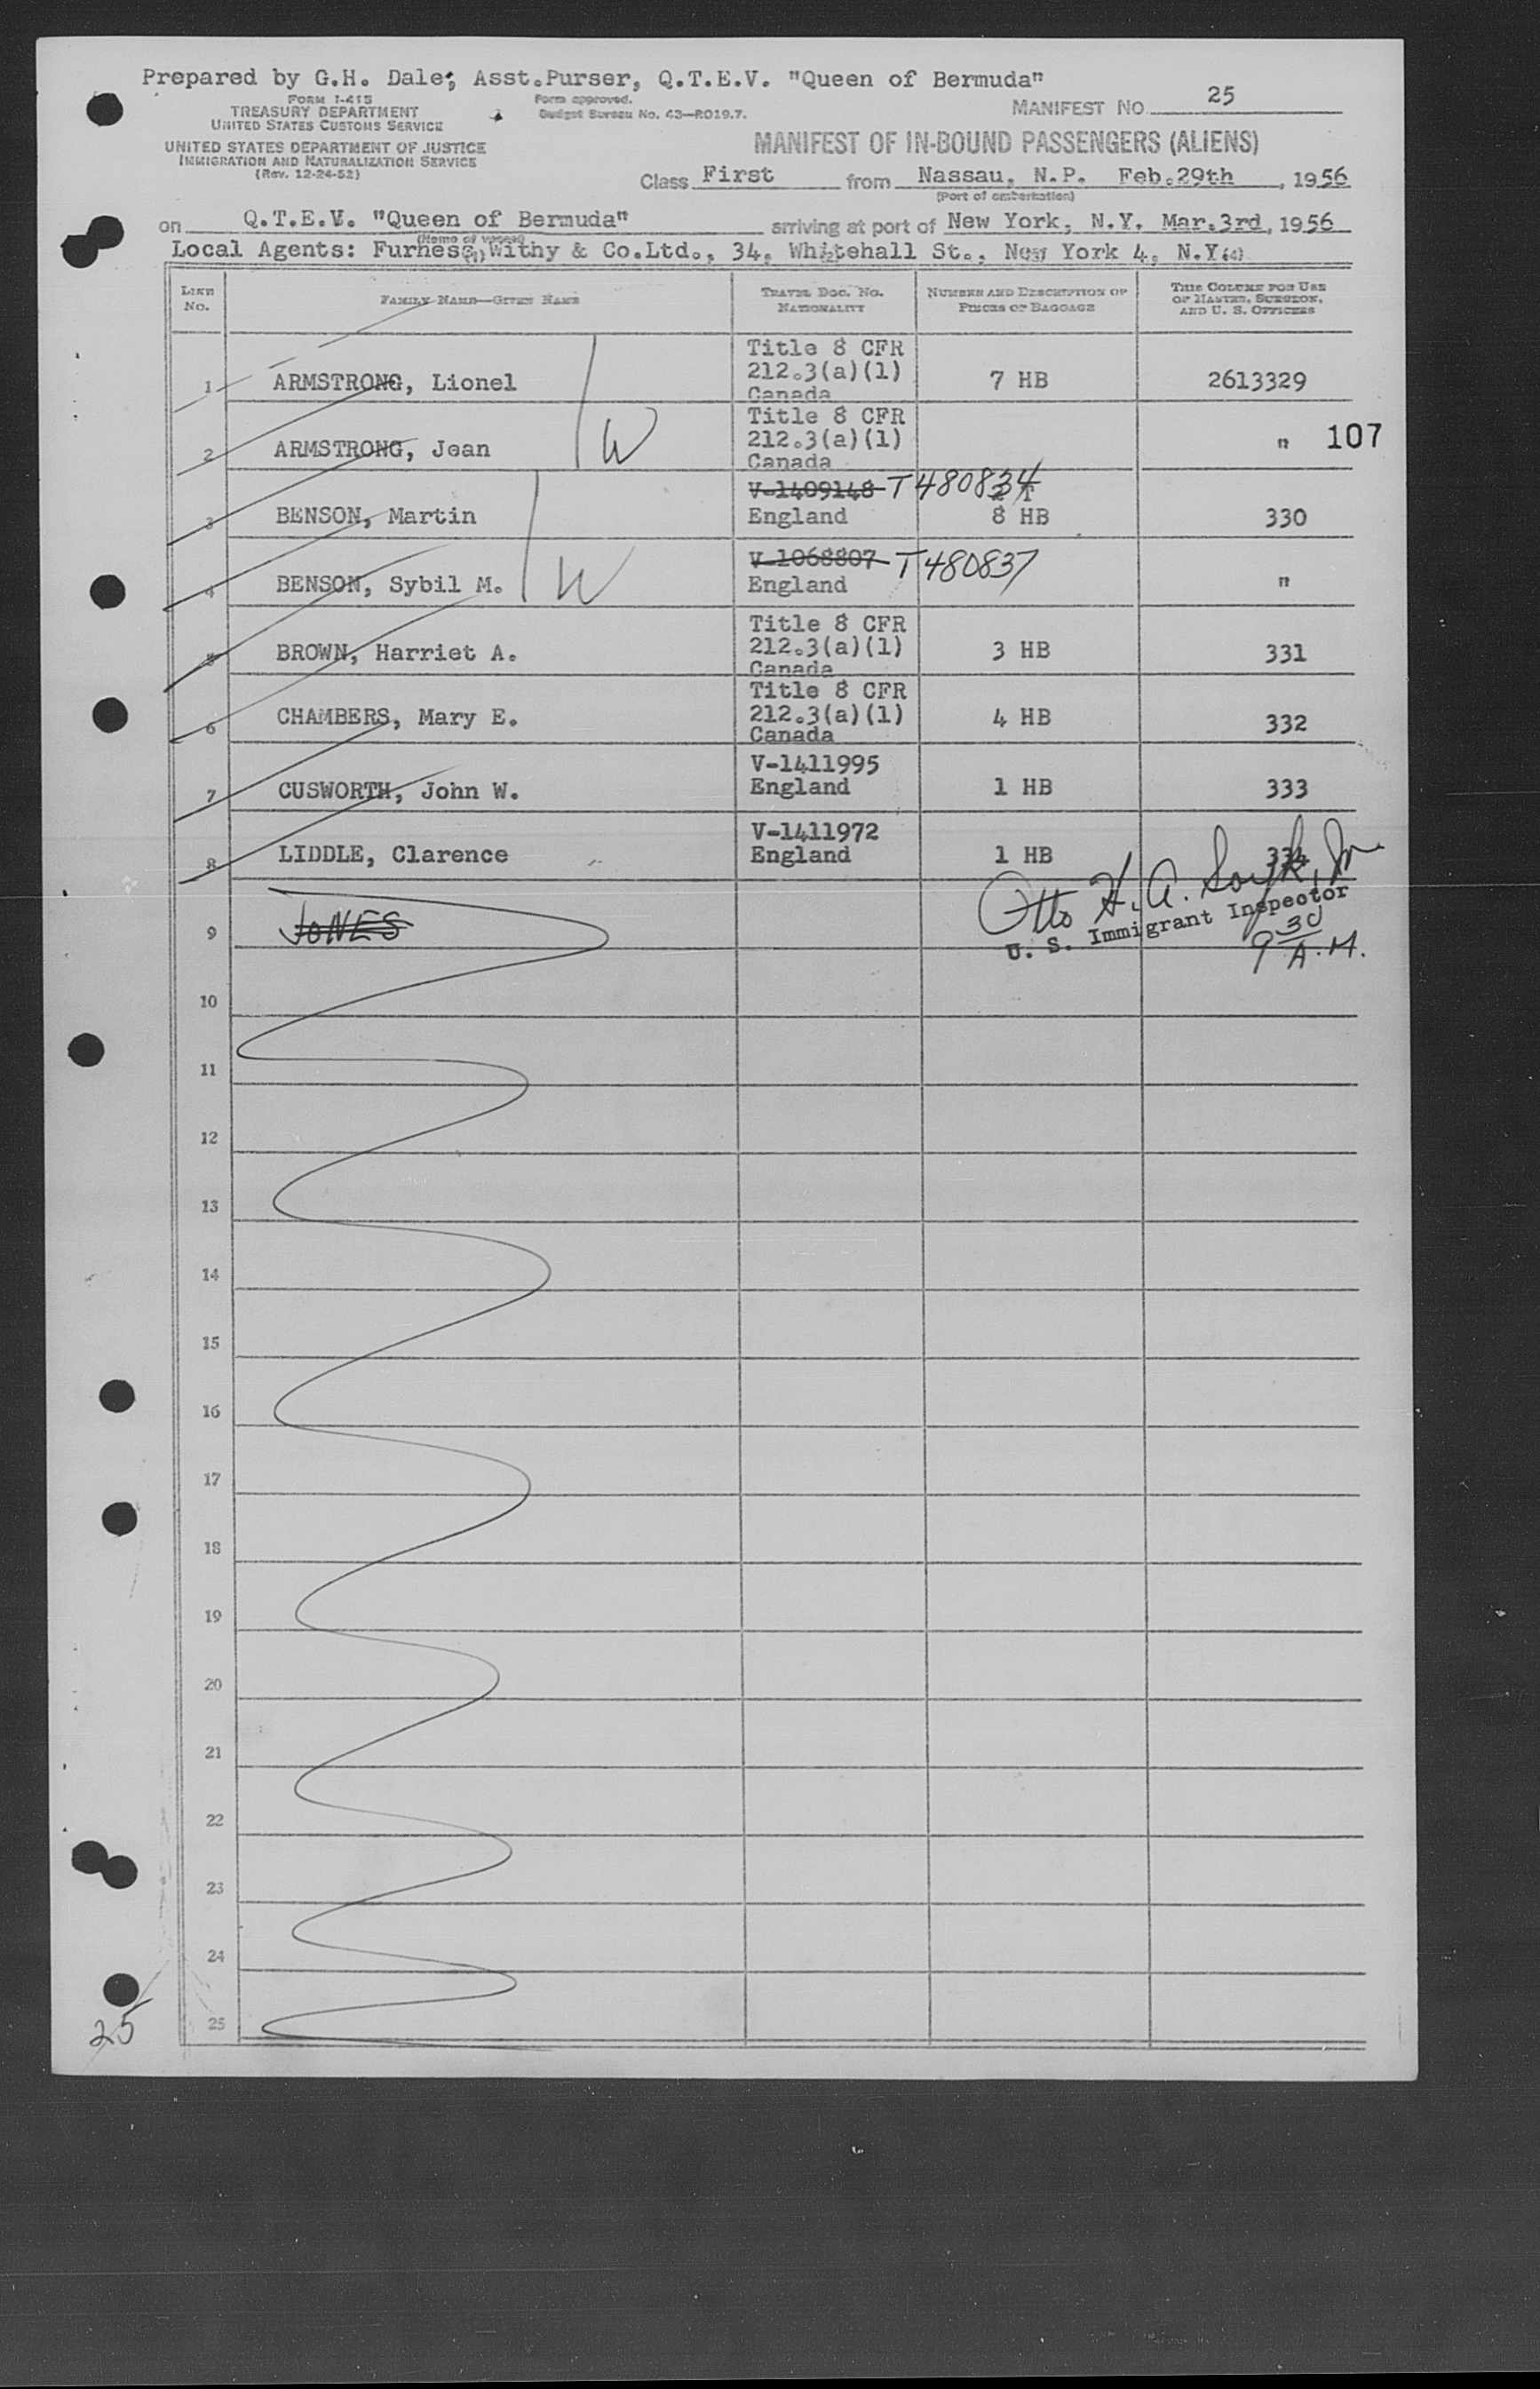 Prepared by G.H. Dale, Asst.Purser, Q.T.E.V. "Queen of Bermuda"
FORM I-415
TREASURY DEPARTMENT
UNITED STATES CUSTOMS SERVICE
Form approved.
Budget Bureau No. 43—R019.7.
MANIFEST NO. 25
UNITED STATES DEPARTMENT OF JUSTICE
IMMIGRATION AND NATURALIZATION SERVICE
(Rev. 12-24-52)
MANIFEST OF IN-BOUND PASSENGERS (ALIENS)
Class First from Nassau, N.P. Feb.29th, 1956
(Port of embarkation)
on Q.T.E.V. "Queen of Bermuda" arriving at port of New York, N.Y. Mar.3rd, 1956
(Name of vessel)
Local Agents: Furness, Withy & Co.Ltd., 34, Whitehall St., New York 4, N.Y.
(1) (2) (3) (4)
LINE No. FAMILY NAME—GIVEN NAME TRAVEL DOC. NO. NATIONALITY NUMBER AND DESCRIPTION OF PIECES OF BAGGAGE THIS COLUMN FOR USE OF MASTER, SURGEON, AND U. S. OFFICERS
1 ARMSTRONG, Lionel Title 8 CFR 212.3(a)(1) Canada 7 HB 2613329
2 ARMSTRONG, Jean W Title 8 CFR 212.3(a)(1) Canada " 107
3 BENSON, Martin V-1409148 T480834 England 8 HB 330
4 BENSON, Sybil M. W V-1068807 T480837 England "
5 BROWN, Harriet A. Title 8 CFR 212.3(a)(1) Canada 3 HB 331
6 CHAMBERS, Mary E. Title 8 CFR 212.3(a)(1) Canada 4 HB 332
7 CUSWORTH, John W. V-1411995 England 1 HB 333
8 LIDDLE, Clarence V-1411972 England 1 HB 334
Otto H. A.
U. S. Immigrant Inspector
9 JONES
9 30 A.M.
10
11
12
13
14
15
16
17
18
19
20
21
22
23
24
25
25